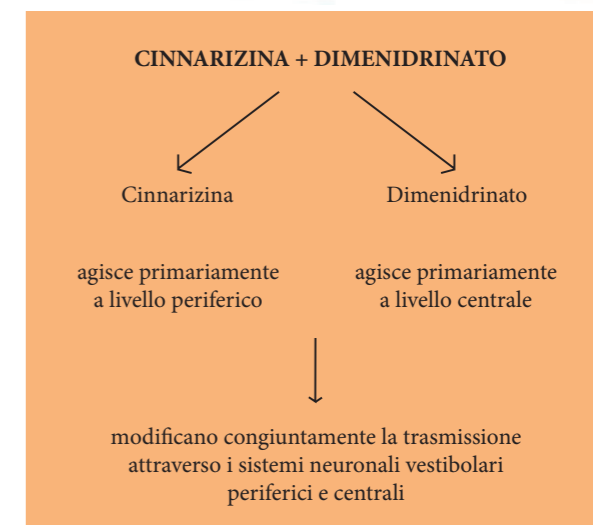 CINNARIZINA + DIMENIDRINATO
Cinnarizina
Dimenidrinato
agisce primariamente
a livello periferico
agisce primariamente
a livello centrale
modificano congiuntamente la trasmissione
attraverso i sistemi neuronali vestibolari
periferici e centrali